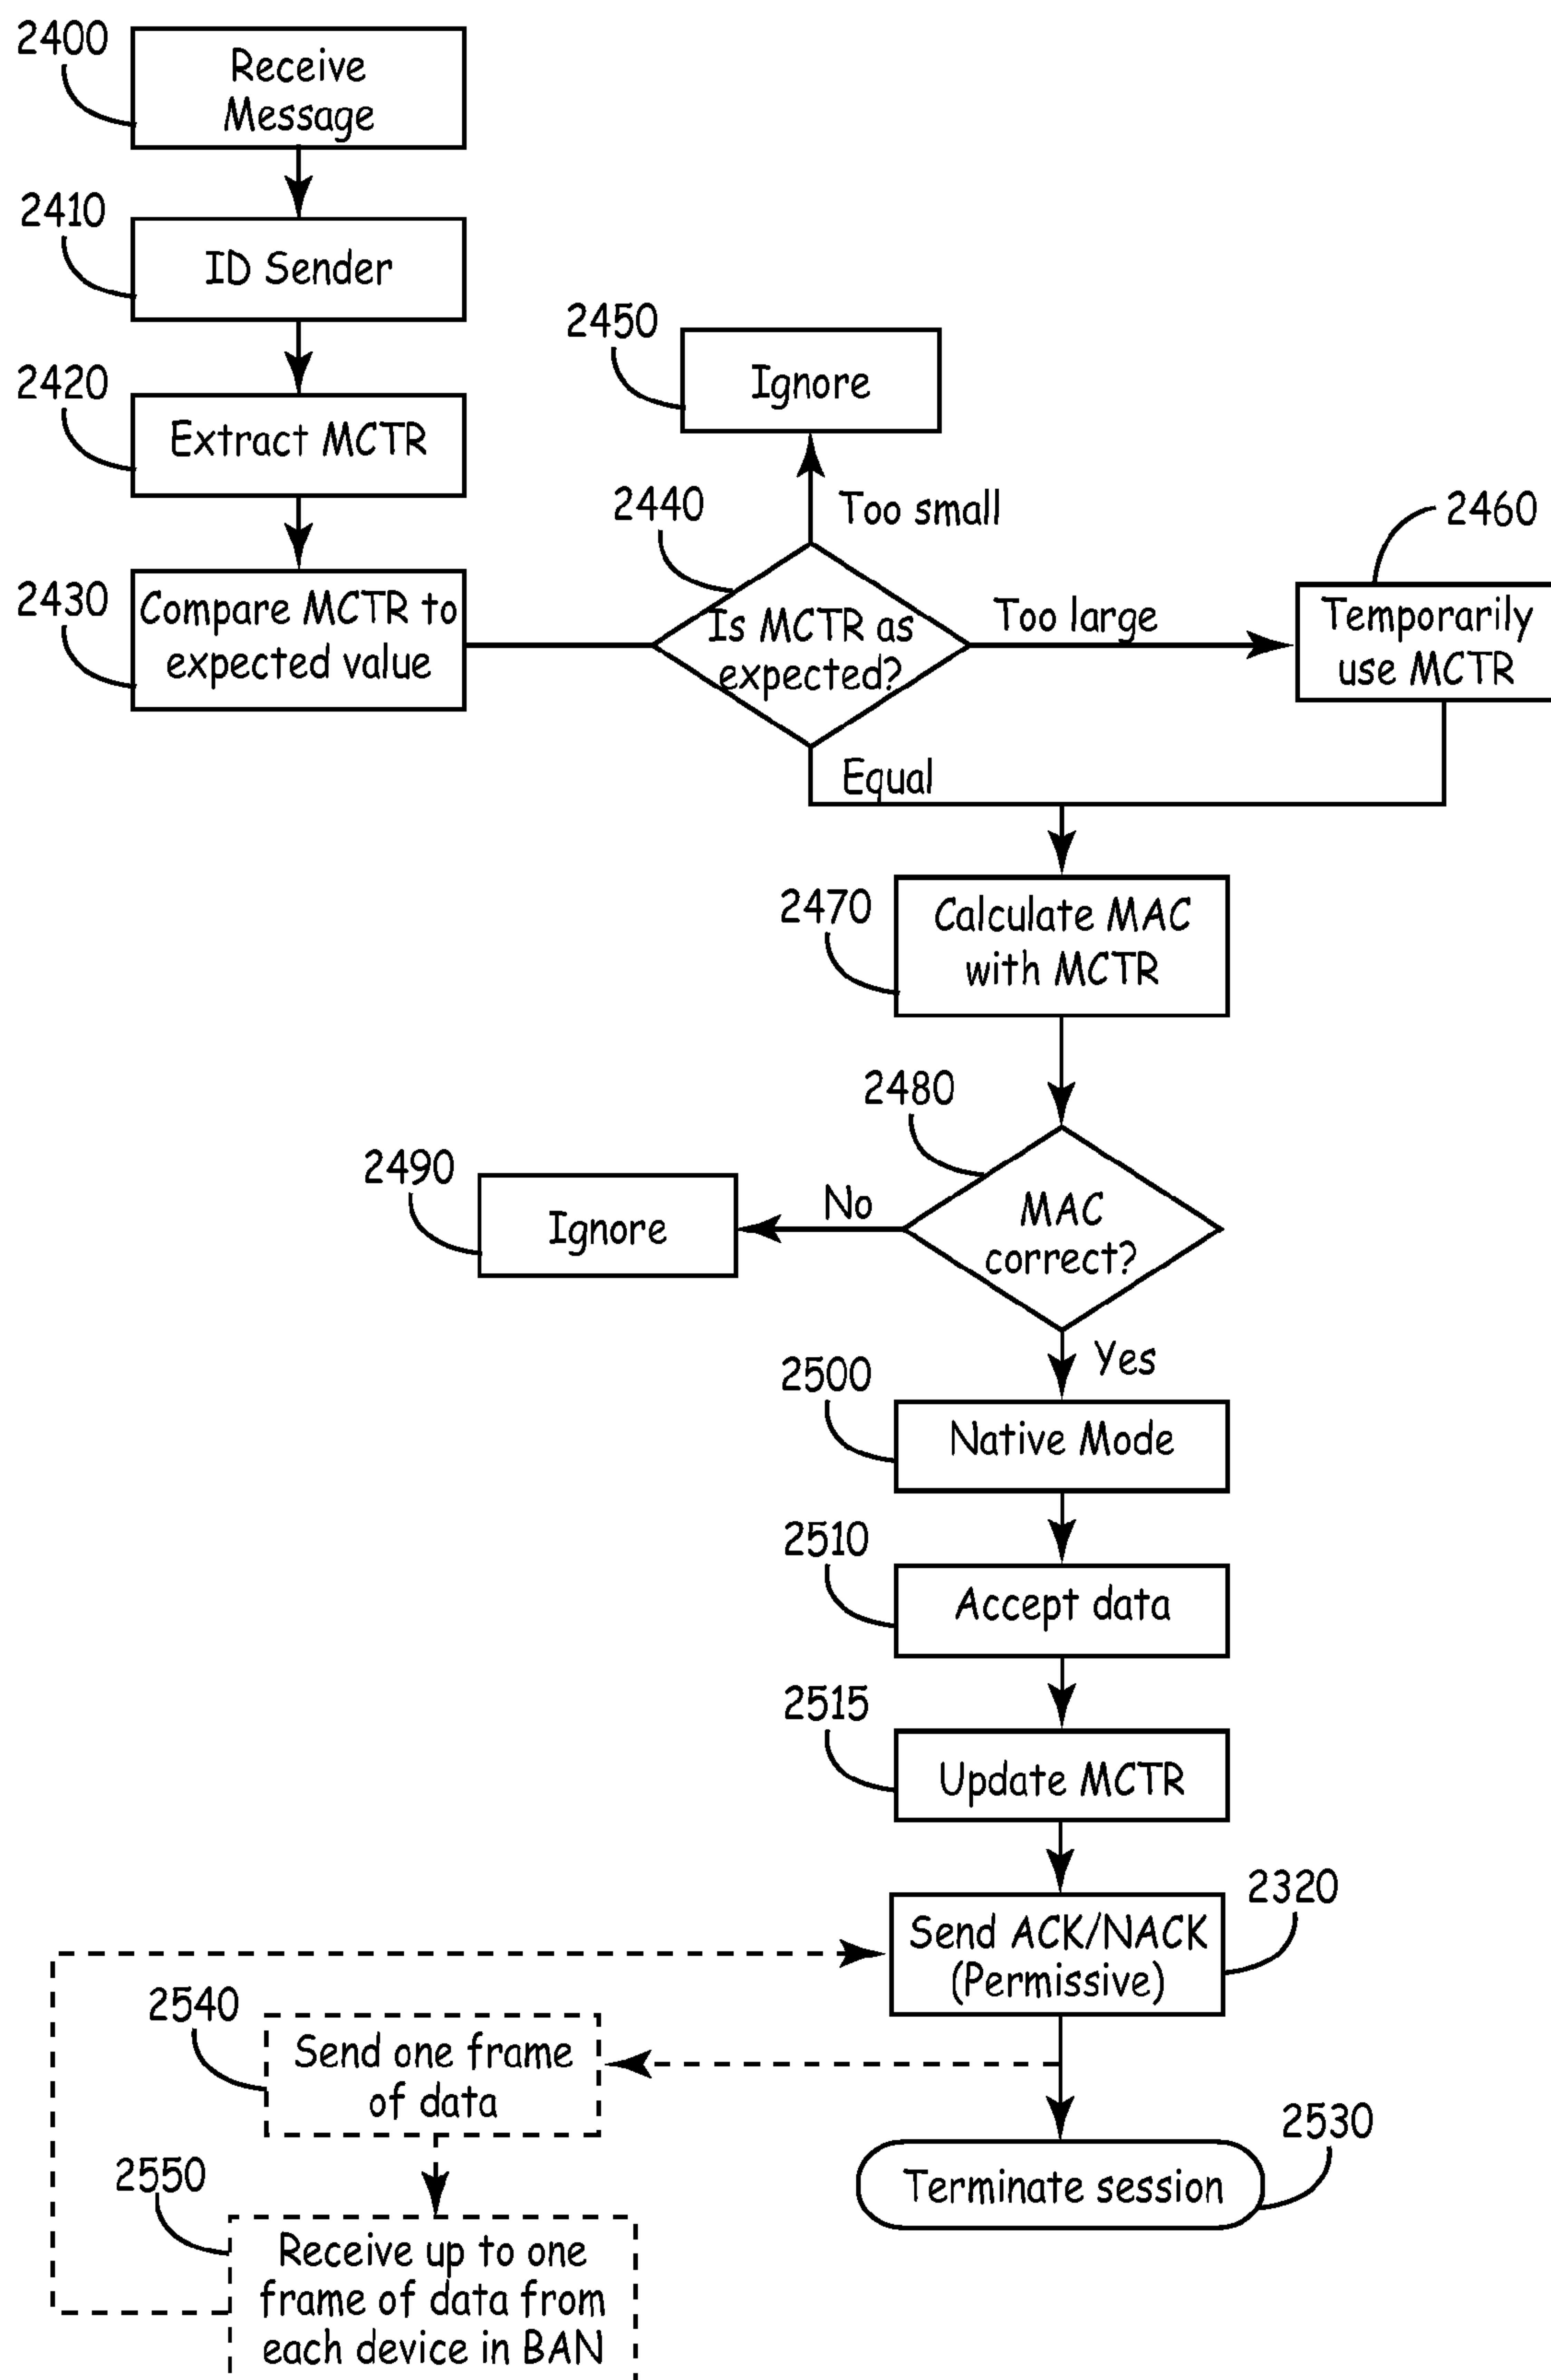 2400
Receive
Message
2410
ID Sender
2420
Extract MCTR
2430
Compare MCTR to
expected value
2440
Is MCTR as
expected?
Too small
2450
Ignore
Too large
2460
Temporarily
use MCTR
Equal
2470
Calculate MAC
with MCTR
2480
MAC
correct?
No
2490
Ignore
Yes
2500
Native Mode
2510
Accept data
2515
Update MCTR
2320
Send ACK/NACK
(Permissive)
2540
Send one frame
of data
2530
Terminate session
2550
Receive up to one
frame of data from
each device in BAN